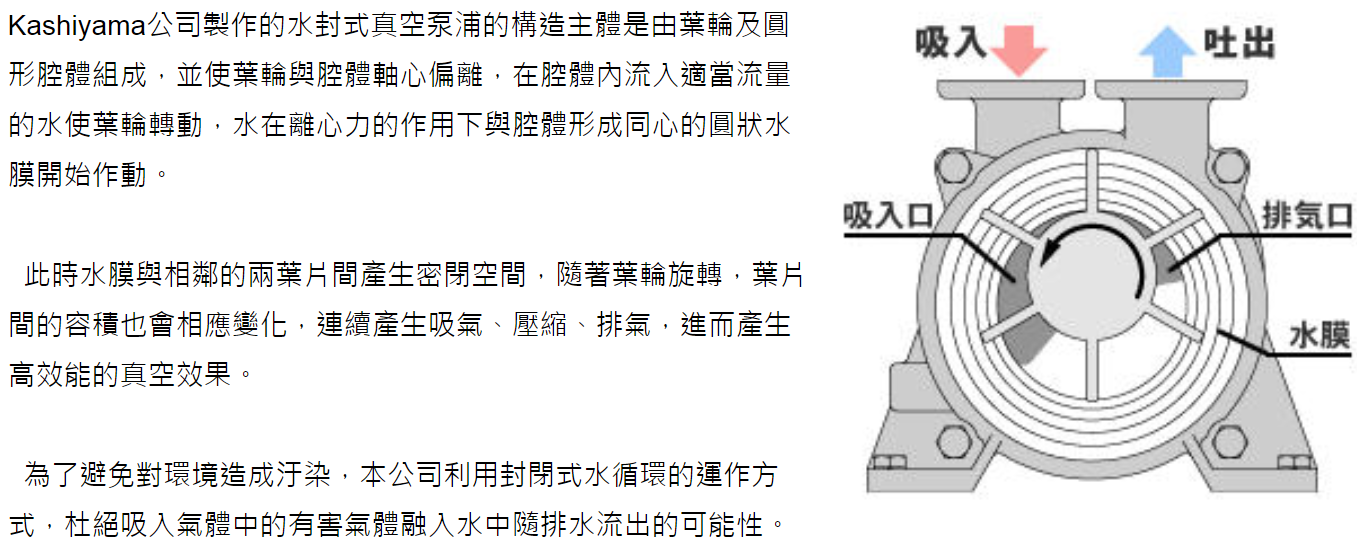 Kashiyama公司製作的水封式真空泵浦的構造主體是由葉輪及圓
形腔體組成，並使葉輪與腔體軸心偏離，在腔體內流入適當流量
的水使葉輪轉動，水在離心力的作用下與腔體形成同心的圓狀水
膜開始作動。
此時水膜與相鄰的兩葉片間產生密閉空間，隨著葉輪旋轉，葉片
間的容積也會相應變化，連續產生吸氣、壓縮、排氣，進而產生
高效能的真空效果。
為了避免對環境造成汙染，本公司利用封閉式水循環的運作方
式，杜絕吸入氣體中的有害氣體融入水中隨排水流出的可能性。
吸入
吐出
吸入口
排気口
水膜